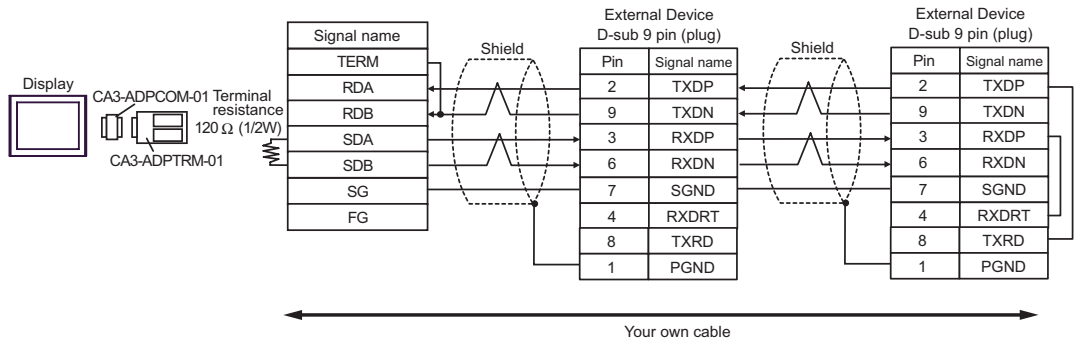 Display
CA3-ADPCOM-01
CA3-ADPTRM-01
Terminal
resistance
120 Ω (1/2W)
Signal name
TERM
RDA
RDB
SDA
SDB
SG
FG
Shield
External Device
D-sub 9 pin (plug)
Pin Signal name
2 TXDP
9 TXDN
3 RXDP
6 RXDN
7 SGND
4 RXDRT
8 TXRD
1 PGND
Shield
External Device
D-sub 9 pin (plug)
Pin Signal name
2 TXDP
9 TXDN
3 RXDP
6 RXDN
7 SGND
4 RXDRT
8 TXRD
1 PGND
Your own cable